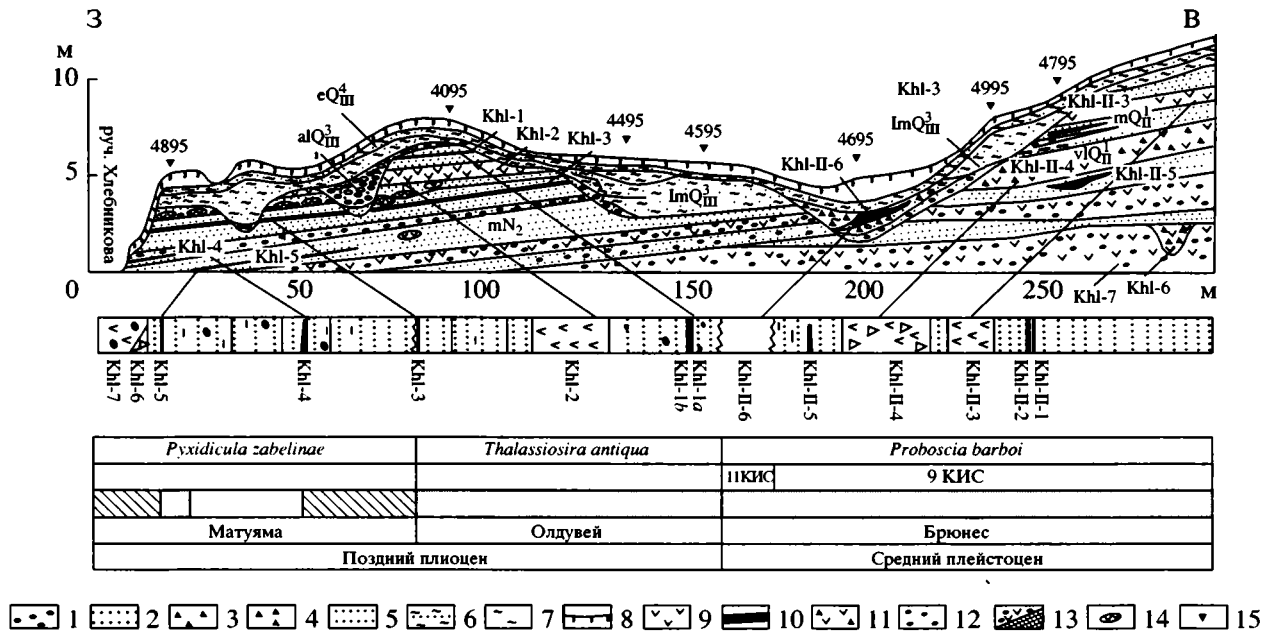 З
В
м
10
5
0
руч. Хлебникова
4895
eQ⁴III
alQ³III
4095
Khl-1
Khl-2
Khl-3
4495
4595
Khl-II-6
4695
Khl-3
lmQ³III
4995
4795
Khl-II-3
mQ¹II
vlQ¹II
Khl-II-4
Khl-II-5
lmQ³III
mN₂
Khl-4
Khl-5
50
100
150
200
250
м
Khl-7
Khl-6
Khl-7
Khl-6
Khl-5
Khl-4
Khl-3
Khl-2
Khl-1b
Khl-1a
Khl-II-6
Khl-II-5
Khl-II-4
Khl-II-3
Khl-II-2
Khl-II-1
Pyxidicula zabelinae
Thalassiosira antiqua
Proboscia barboi
11КИС
9 КИС
Матуяма
Олдувей
Брюнес
Поздний плиоцен
Средний плейстоцен
1 2 3 4 5 6 7 8 9 10 11 12 13 14 15